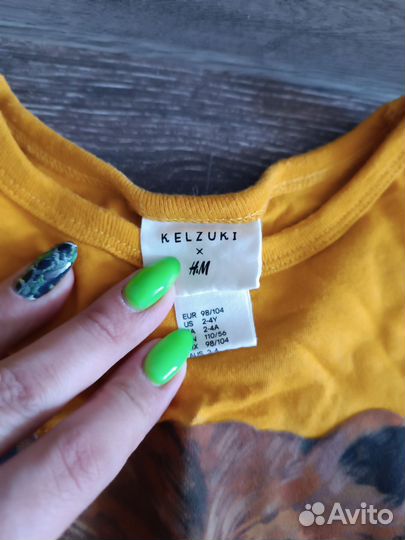 KELZUKI
×
H&M
EUR 98/104
US 2-4Y
2-4A
110/56
98/104
Avito